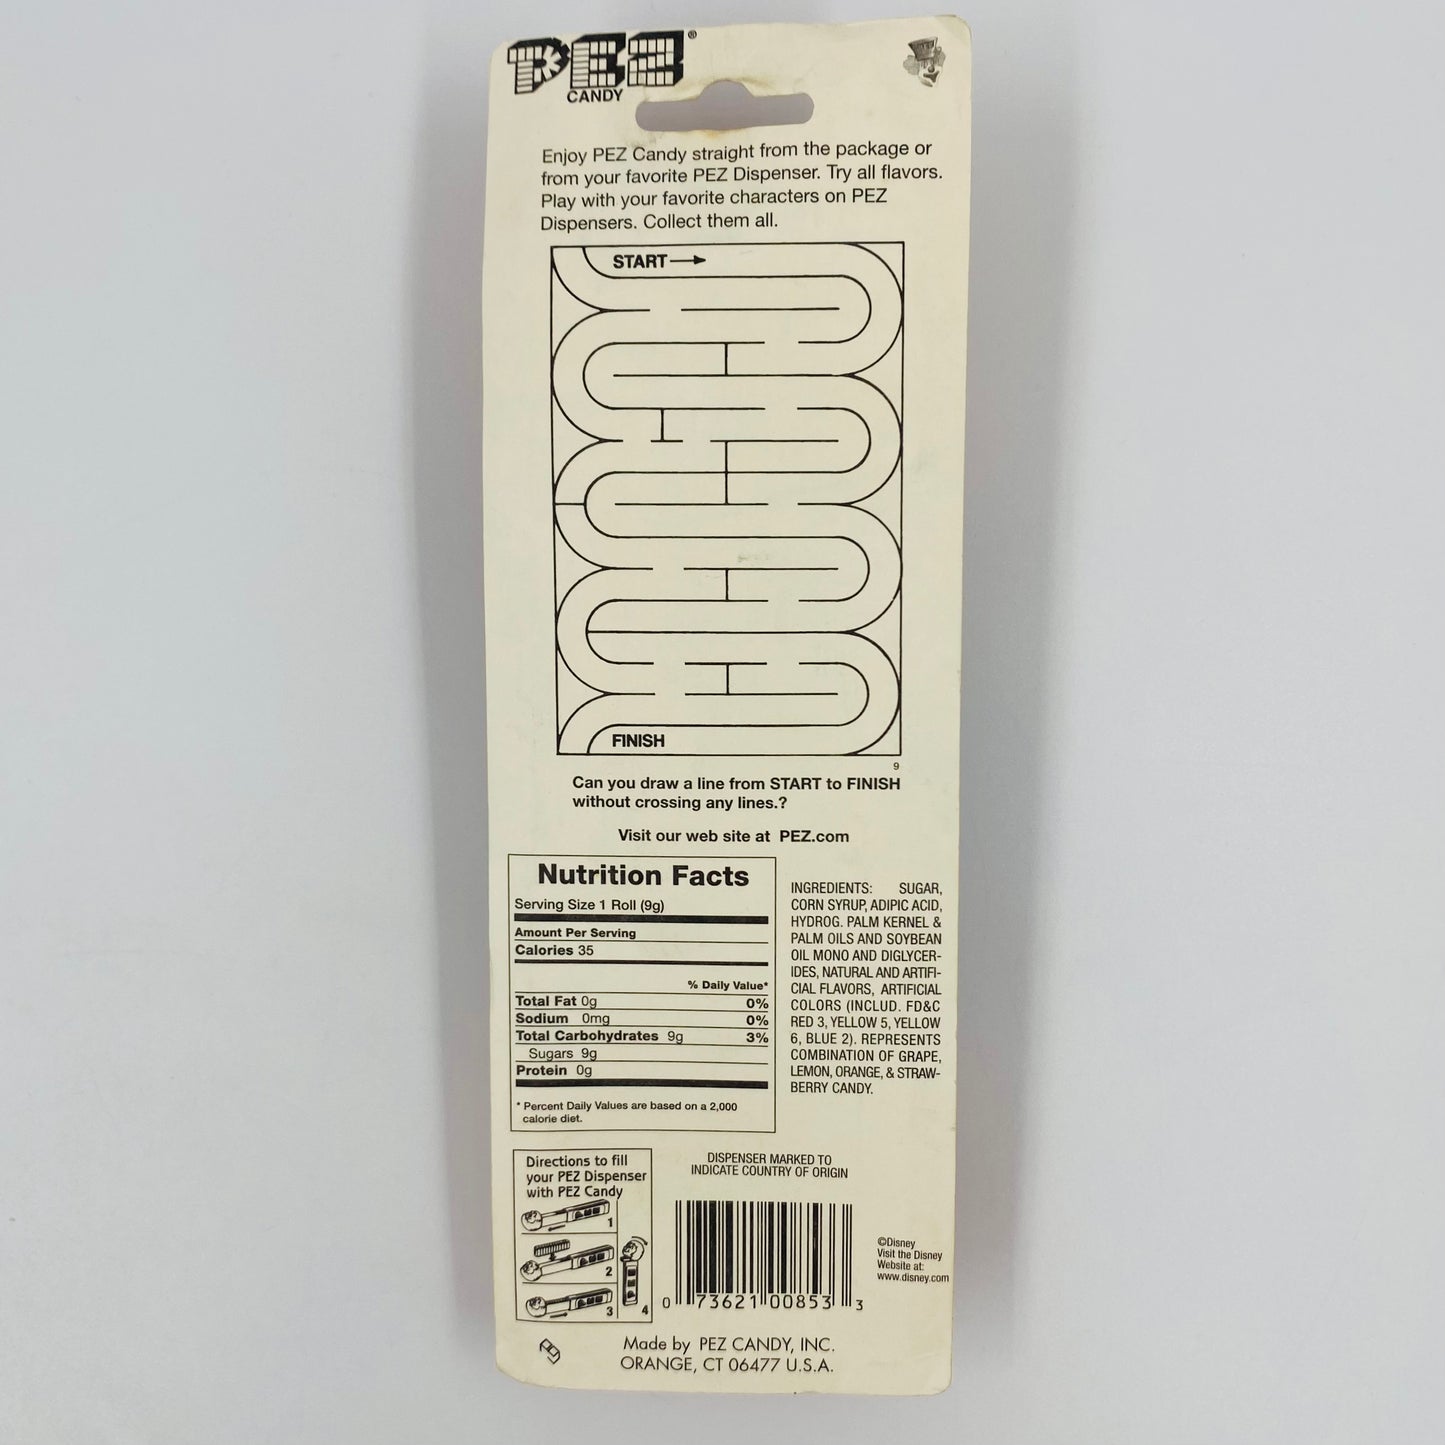 PEZ®
CANDY
Enjoy PEZ Candy straight from the package or
from your favorite PEZ Dispenser. Try all flavors.
Play with your favorite characters on PEZ
Dispensers. Collect them all.
START
FINISH
9
Can you draw a line from START to FINISH
without crossing any lines.?
Visit our web site at PEZ.com
Nutrition Facts
Serving Size 1 Roll (9g)
Amount Per Serving
Calories 35
% Daily Value*
Total Fat 0g 0%
Sodium 0mg 0%
Total Carbohydrates 9g 3%
Sugars 9g
Protein 0g
* Percent Daily Values are based on a 2,000
calorie diet.
INGREDIENTS: SUGAR,
CORN SYRUP, ADIPIC ACID,
HYDROG. PALM KERNEL &
PALM OILS AND SOYBEAN
OIL MONO AND DIGLYCER-
IDES, NATURAL AND ARTIFI-
CIAL FLAVORS, ARTIFICIAL
COLORS (INCLUD. FD&C
RED 3, YELLOW 5, YELLOW
6, BLUE 2). REPRESENTS
COMBINATION OF GRAPE,
LEMON, ORANGE, & STRAW-
BERRY CANDY.
Directions to fill
your PEZ Dispenser
with PEZ Candy
1
2
3
4
DISPENSER MARKED TO
INDICATE COUNTRY OF ORIGIN
0 73621 00853 3
©Disney
Visit the Disney
Website at:
www.disney.com
Made by PEZ CANDY, INC.
ORANGE, CT 06477 U.S.A.